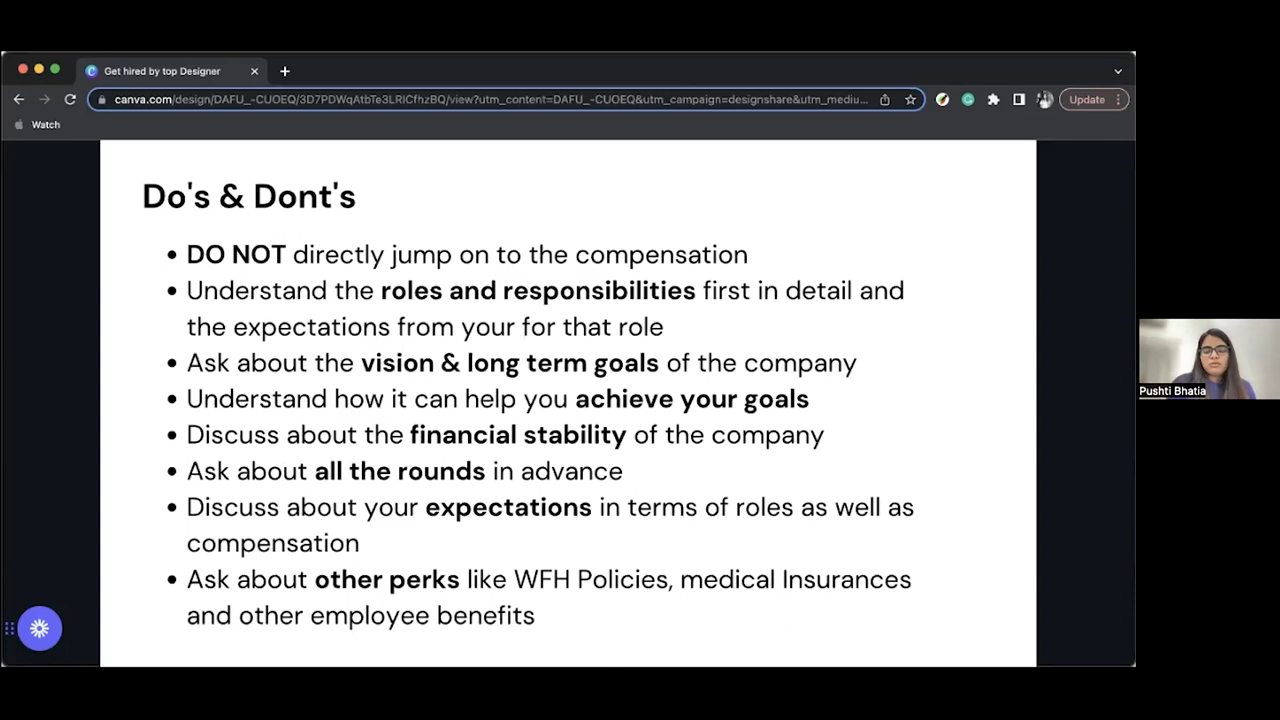 Get hired by top Designer
canva.com/design/DAFU_-CUOEQ/3D7PDWqAtbTe3LRlCfhzBQ/view?utm_content=DAFU_-CUOEQ&utm_campaign=designshare&utm_mediu...
Update
Watch
Do's & Dont's
• DO NOT directly jump on to the compensation
• Understand the roles and responsibilities first in detail and
the expectations from your for that role
• Ask about the vision & long term goals of the company
• Understand how it can help you achieve your goals
• Discuss about the financial stability of the company
• Ask about all the rounds in advance
• Discuss about your expectations in terms of roles as well as
compensation
• Ask about other perks like WFH Policies, medical Insurances
and other employee benefits
Pushti Bhatia